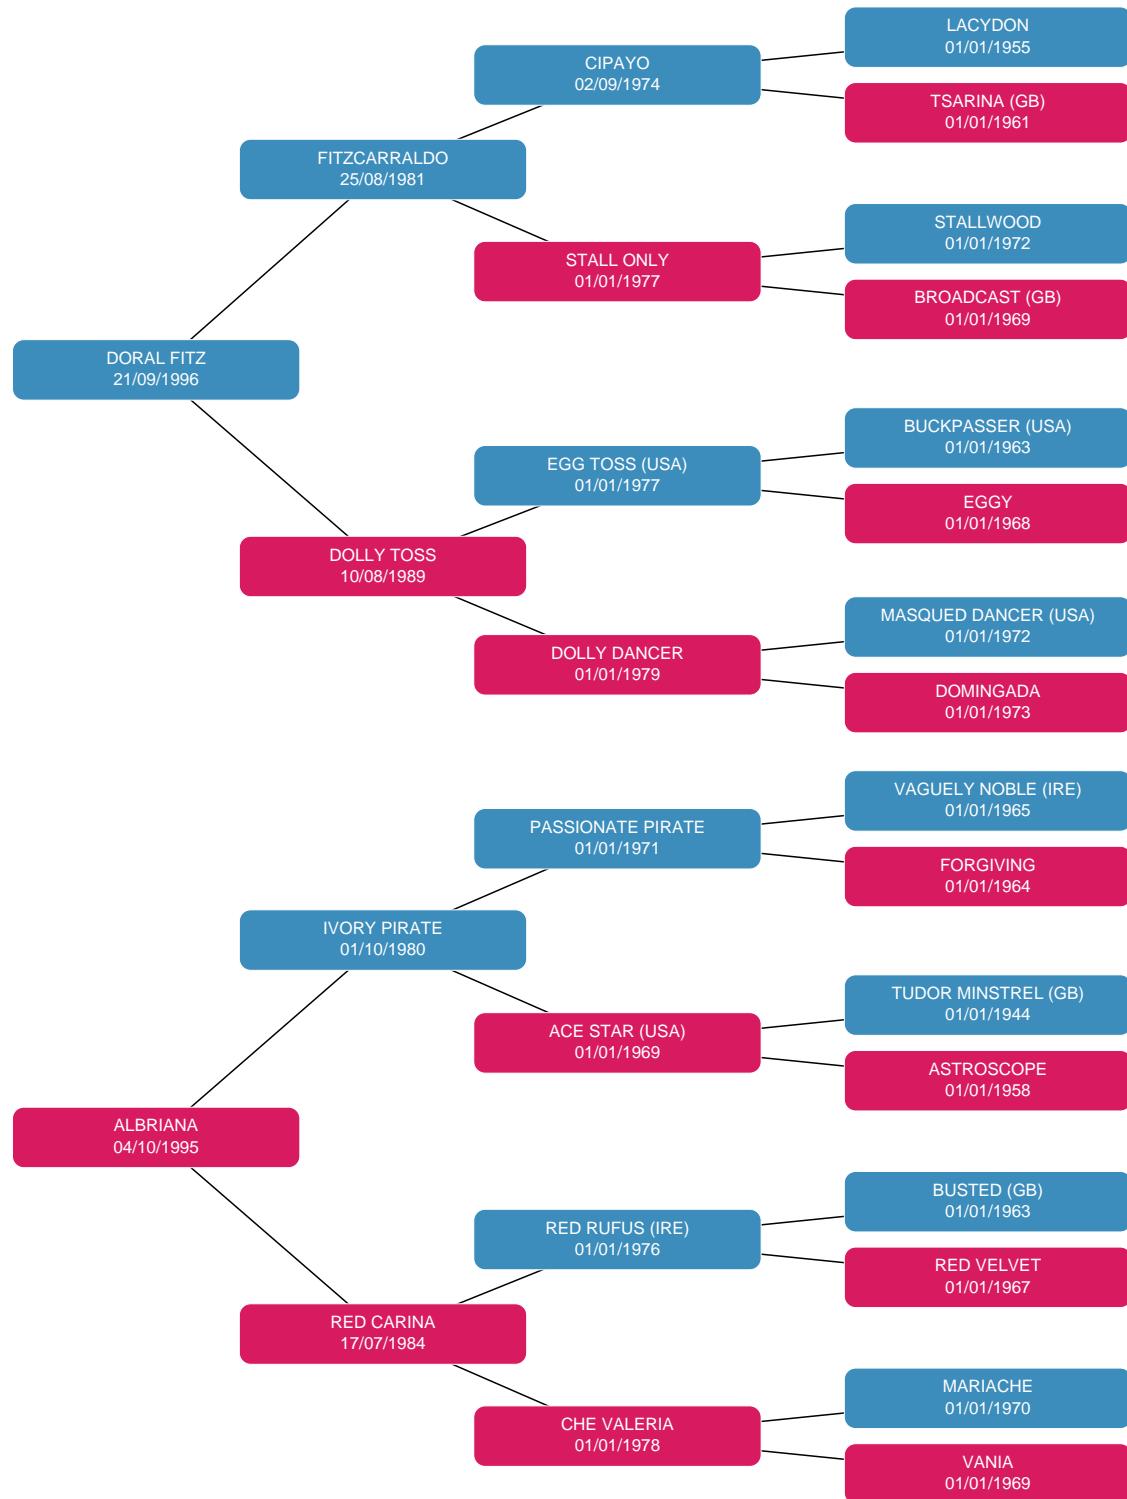 LACYDON
01/01/1955
CIPAYO
02/09/1974
TSARINA (GB)
01/01/1961
FITZCARRALDO
25/08/1981
STALLWOOD
01/01/1972
STALL ONLY
01/01/1977
BROADCAST (GB)
01/01/1969
DORAL FITZ
21/09/1996
BUCKPASSER (USA)
01/01/1963
EGG TOSS (USA)
01/01/1977
EGGY
01/01/1968
DOLLY TOSS
10/08/1989
MASQUED DANCER (USA)
01/01/1972
DOLLY DANCER
01/01/1979
DOMINGADA
01/01/1973
VAGUELY NOBLE (IRE)
01/01/1965
PASSIONATE PIRATE
01/01/1971
FORGIVING
01/01/1964
IVORY PIRATE
01/10/1980
TUDOR MINSTREL (GB)
01/01/1944
ACE STAR (USA)
01/01/1969
ASTROSCOPE
01/01/1958
ALBRIANA
04/10/1995
BUSTED (GB)
01/01/1963
RED RUFUS (IRE)
01/01/1976
RED VELVET
01/01/1967
RED CARINA
17/07/1984
MARIACHE
01/01/1970
CHE VALERIA
01/01/1978
VANIA
01/01/1969